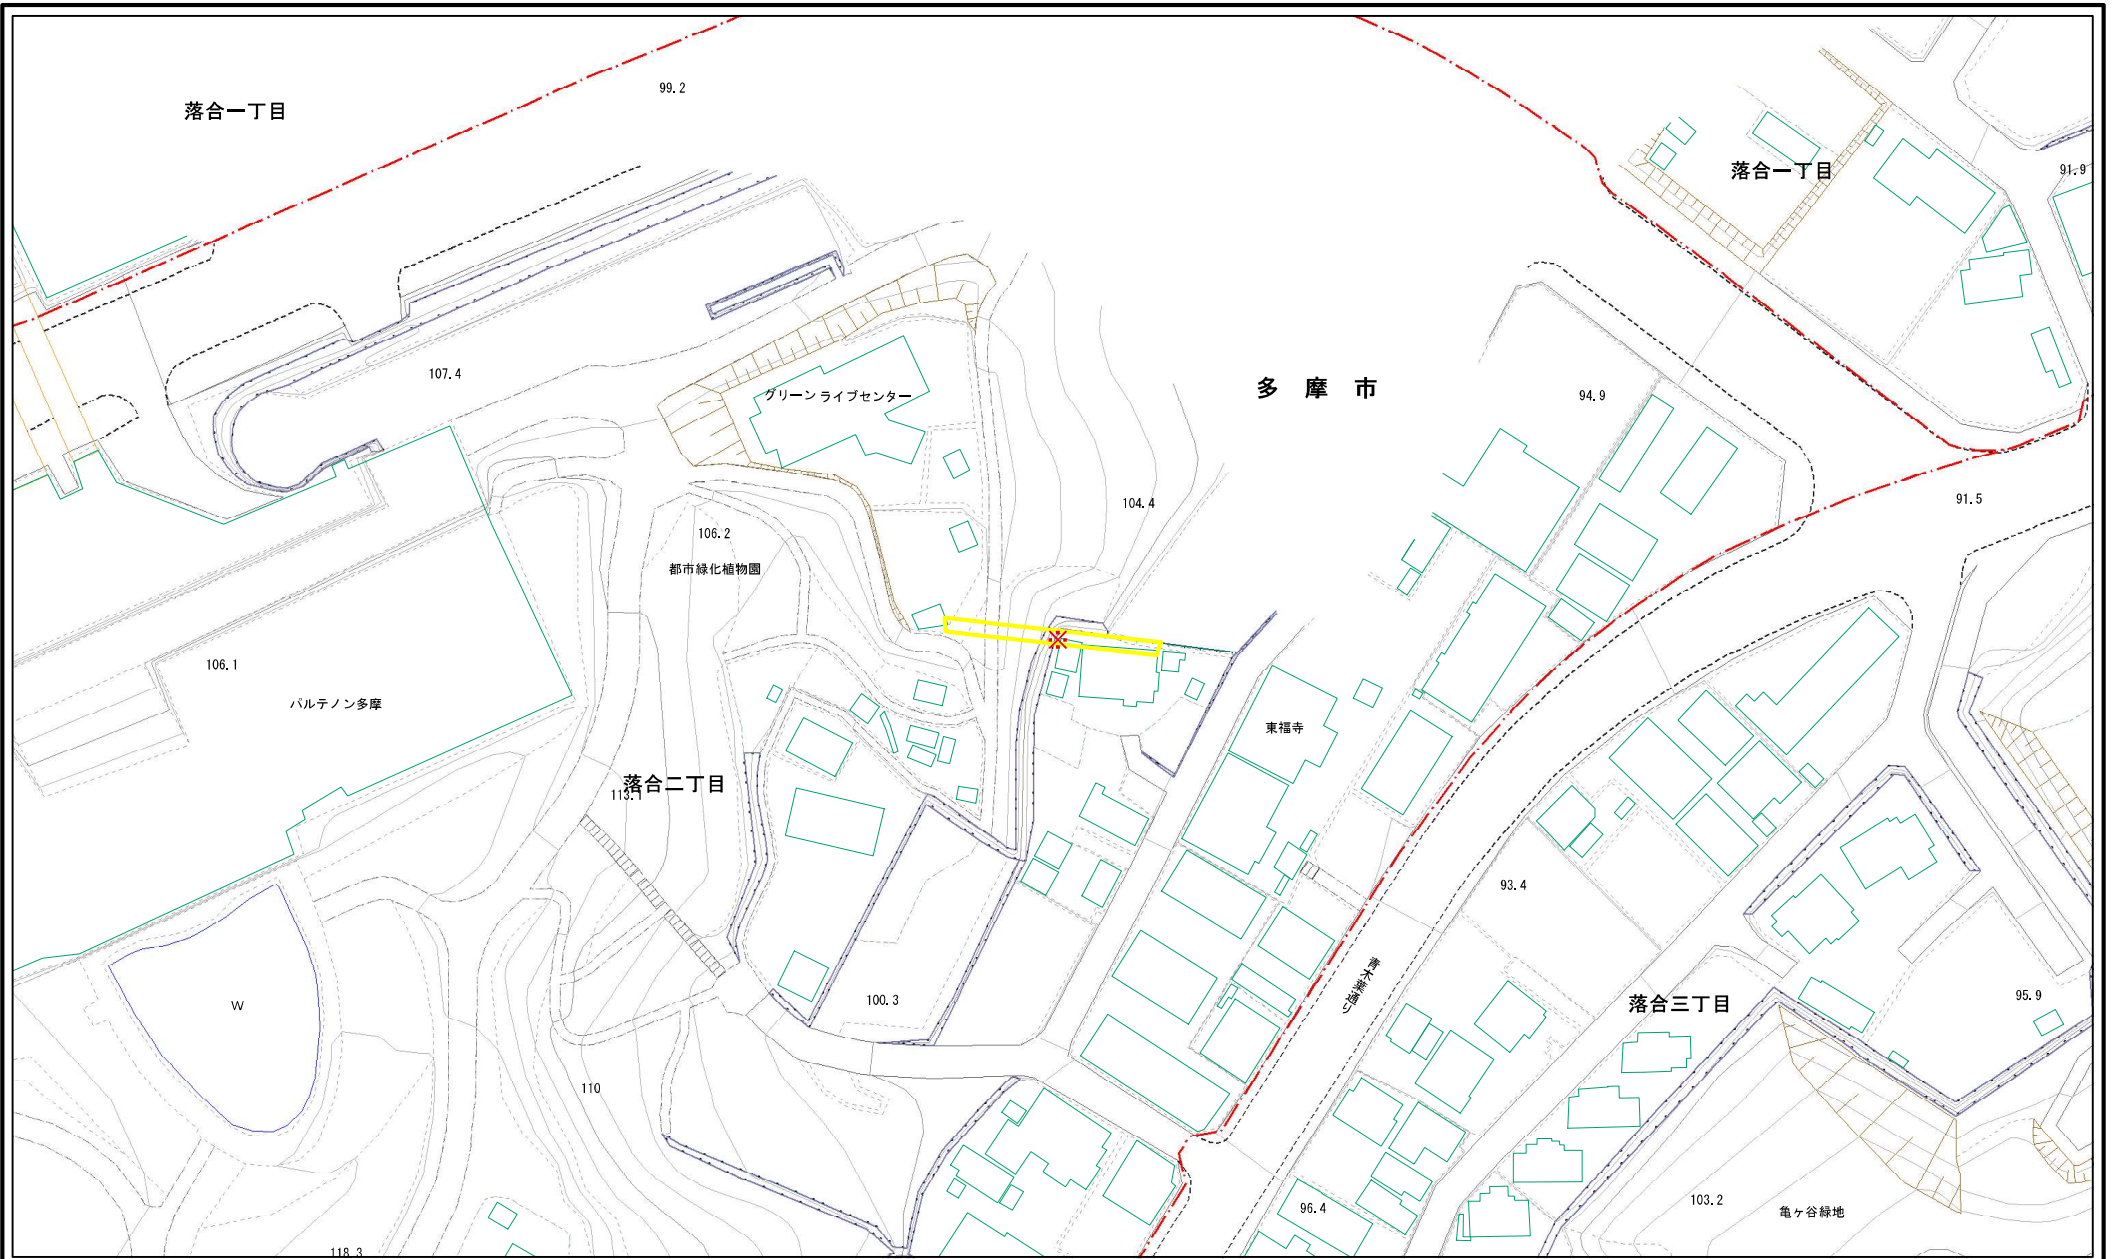 99.2
落合一丁目
落合一丁目
91.9
107.4
多摩市
グリーンライブセンター
94.9
91.5
104.4
106.2
都市緑化植物園
106.1
パルテノン多摩
東福寺
落合二丁目
113.1
93.4
青木葉通り
100.3
W
落合三丁目
95.9
110
103.2
96.4
亀ヶ谷緑地
118.3